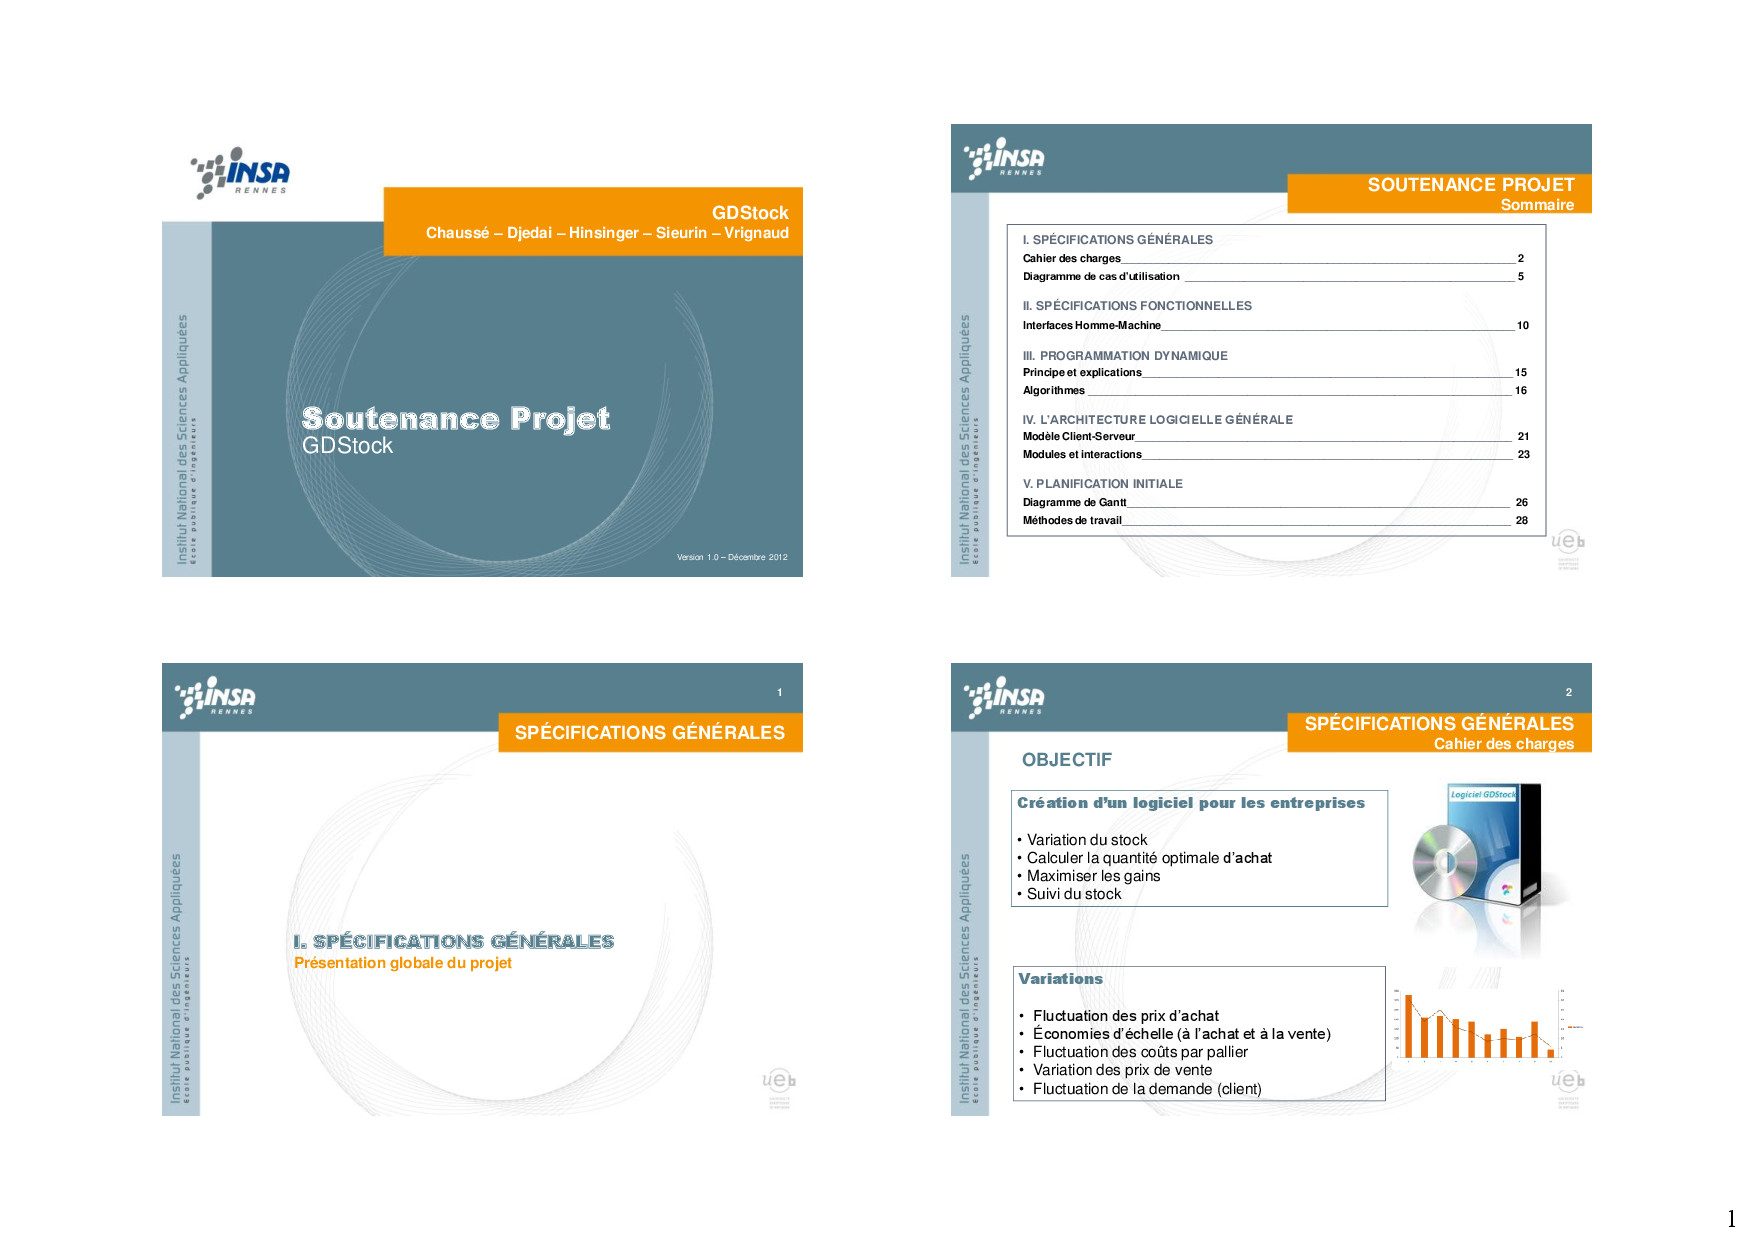 INSA
RENNES
GDStock
Chaussé – Djedai – Hinsinger – Sieurin – Vrignaud
Institut National des Sciences Appliquées
Ecole publique d'ingénieurs
Soutenance Projet
GDStock
Version 1.0 – Décembre 2012
INSA
RENNES
SOUTENANCE PROJET
Sommaire
Institut National des Sciences Appliquées
Ecole publique d'ingénieurs
I. SPÉCIFICATIONS GÉNÉRALES
Cahier des charges 2
Diagramme de cas d'utilisation 5
II. SPÉCIFICATIONS FONCTIONNELLES
Interfaces Homme-Machine 10
III. PROGRAMMATION DYNAMIQUE
Principe et explications 15
Algorithmes 16
IV. L'ARCHITECTURE LOGICIELLE GÉNÉRALE
Modèle Client-Serveur 21
Modules et interactions 23
V. PLANIFICATION INITIALE
Diagramme de Gantt 26
Méthodes de travail 28
ueb
INSA
RENNES
1
SPÉCIFICATIONS GÉNÉRALES
Institut National des Sciences Appliquées
Ecole publique d'ingénieurs
I. SPÉCIFICATIONS GÉNÉRALES
Présentation globale du projet
ueb
INSA
RENNES
2
SPÉCIFICATIONS GÉNÉRALES
Cahier des charges
Institut National des Sciences Appliquées
Ecole publique d'ingénieurs
OBJECTIF
Création d'un logiciel pour les entreprises
• Variation du stock
• Calculer la quantité optimale d'achat
• Maximiser les gains
• Suivi du stock
Logiciel GDStock
Variations
• Fluctuation des prix d'achat
• Économies d'échelle (à l'achat et à la vente)
• Fluctuation des coûts par pallier
• Variation des prix de vente
• Fluctuation de la demande (client)
ueb
1